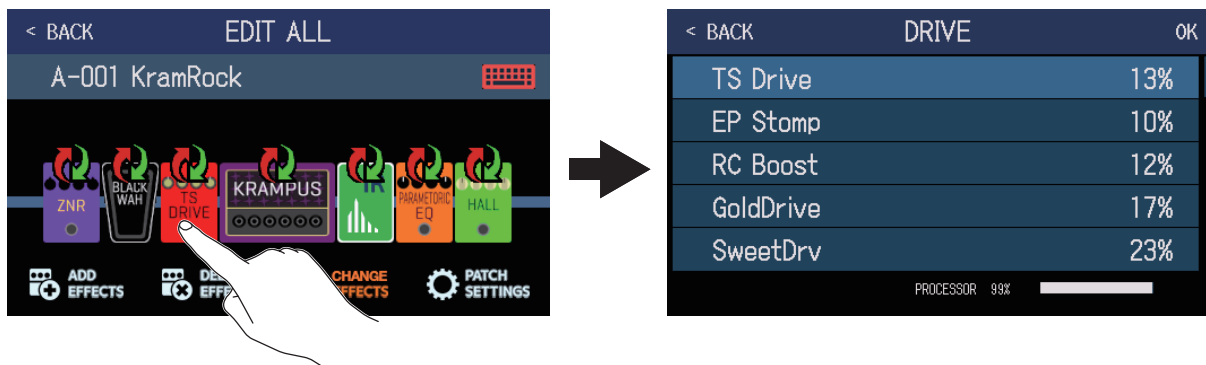 < BACK EDIT ALL
A-001 KramRock
ZNR
BLACK
WAH
TS
DRIVE
KRAMPUS
IR
PARAMETORIC
EQ
HALL
ADD
EFFECTS
CHANGE
EFFECTS
PATCH
SETTINGS
< BACK DRIVE OK
TS Drive 13%
EP Stomp 10%
RC Boost 12%
GoldDrive 17%
SweetDrv 23%
PROCESSOR 99%